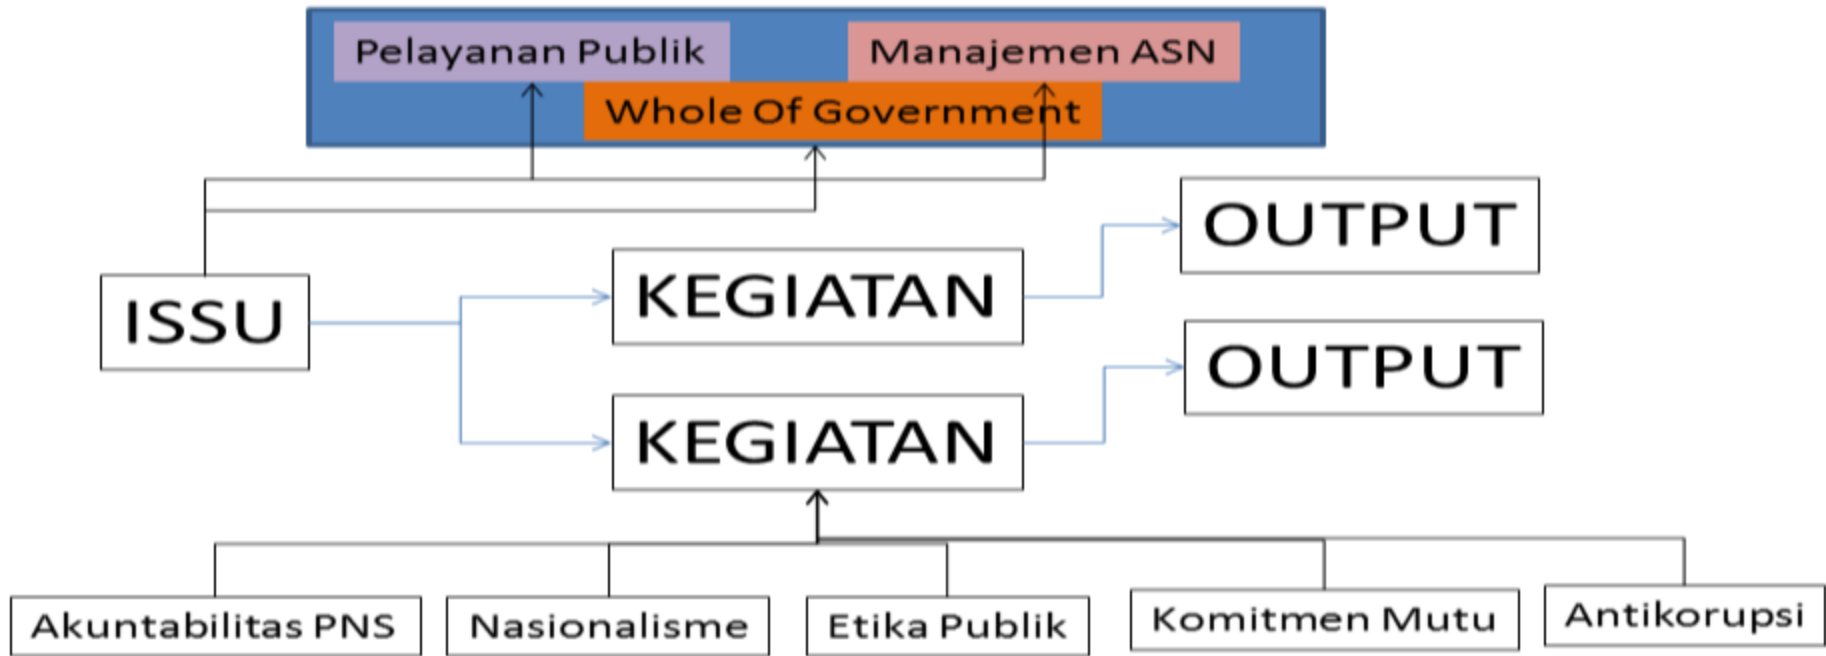 Pelayanan Publik
Manajemen ASN
Whole Of Government
OUTPUT
KEGIATAN
ISSU
OUTPUT
KEGIATAN
Akuntabilitas PNS
Nasionalisme
Etika Publik
Komitmen Mutu
Antikorupsi